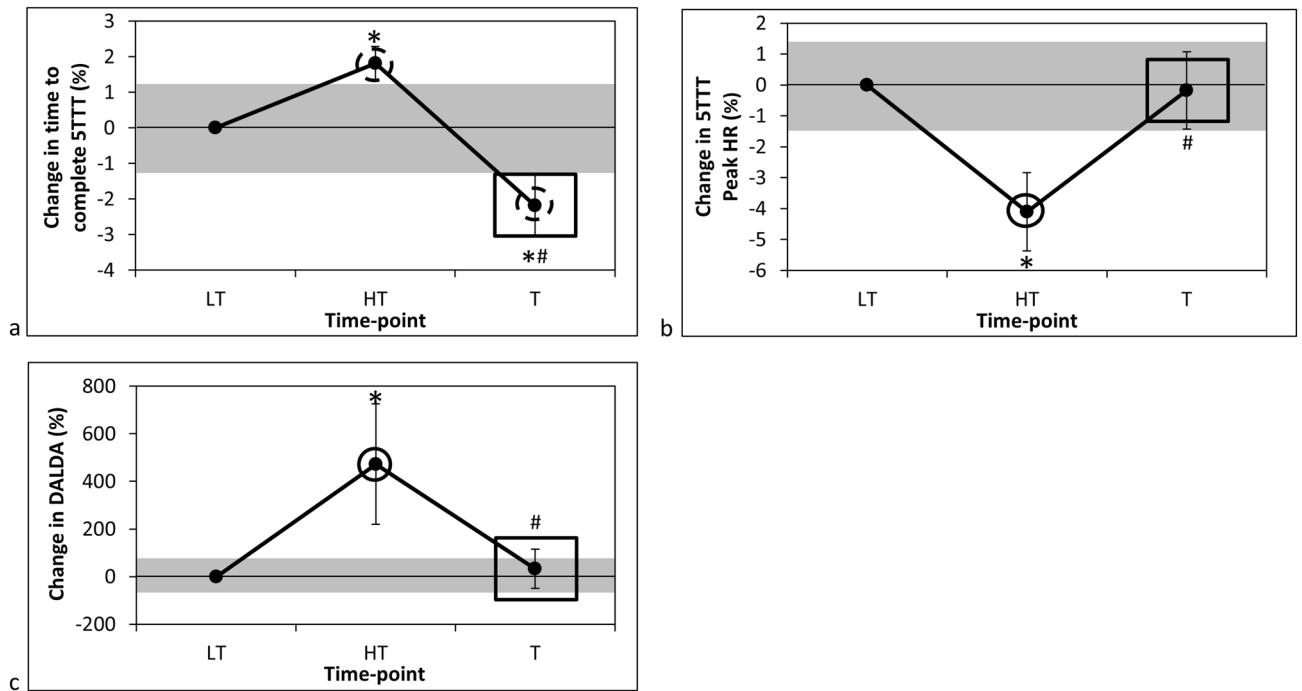 Change in time to
complete 5TTT (%)
3
2
1
0
-1
-2
-3
-4
*
*#
LT HT T
Time-point
a
Change in 5TTT
Peak HR (%)
2
1
0
-1
-2
-3
-4
-5
-6
*
#
LT HT T
Time-point
b
Change in DALDA (%)
800
600
400
200
0
-200
*
#
LT HT T
Time-point
c